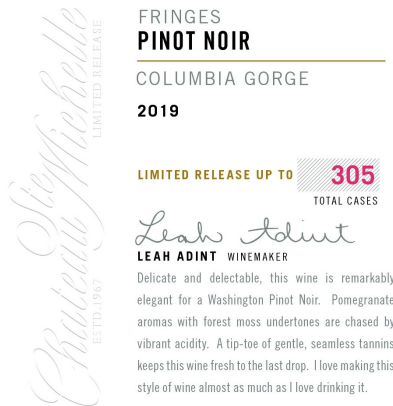 FRINGES
PINOT NOIR
COLUMBIA GORGE
2019
LIMITED RELEASE UP TO 305
TOTAL CASES
Leah Adint
LEAH ADINT WINEMAKER
Delicate and delectable, this wine is remarkably
elegant for a Washington Pinot Noir. Pomegranate
aromas with forest moss undertones are chased by
vibrant acidity. A tip-toe of gentle, seamless tannins
keeps this wine fresh to the last drop. I love making this
style of wine almost as much as I love drinking it.
Chateau Ste Michelle
LIMITED RELEASE
ESTD.1967